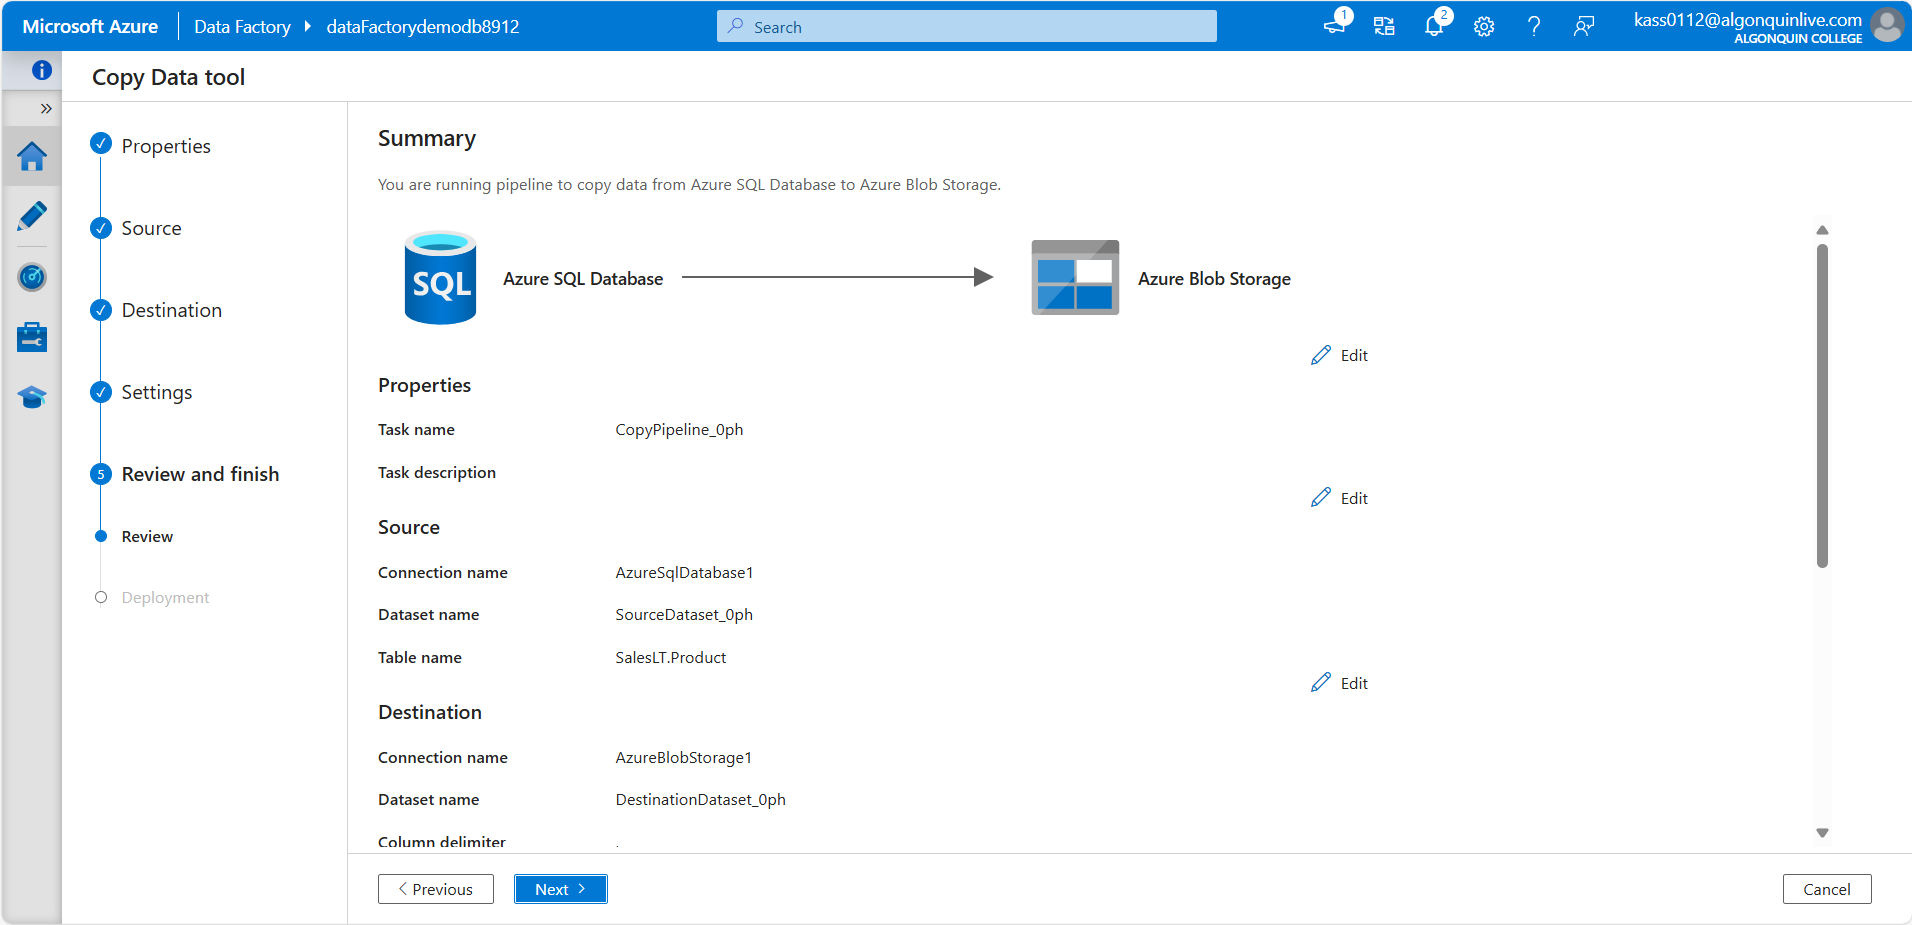 Microsoft Azure
Data Factory
dataFactorydemodb8912
Search
1
2
kass0112@algonquinlive.com
ALGONQUIN COLLEGE
Copy Data tool
Properties
Source
Destination
Settings
5 Review and finish
Review
Deployment
Summary
You are running pipeline to copy data from Azure SQL Database to Azure Blob Storage.
SQL
Azure SQL Database
Azure Blob Storage
Edit
Properties
Task name CopyPipeline_0ph
Task description
Edit
Source
Connection name AzureSqlDatabase1
Dataset name SourceDataset_0ph
Table name SalesLT.Product
Edit
Destination
Connection name AzureBlobStorage1
Dataset name DestinationDataset_0ph
Column delimiter
Previous
Next
Cancel